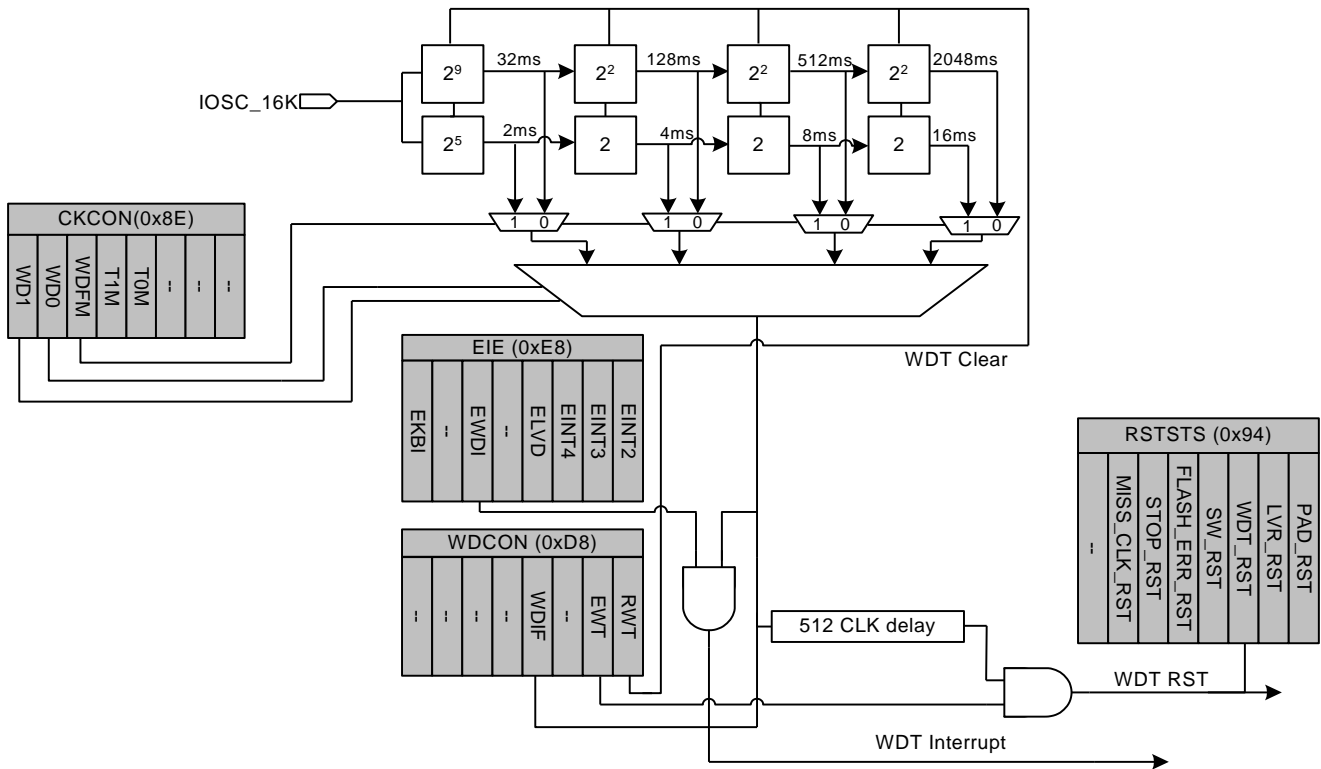 2⁹
32ms
2²
128ms
2²
512ms
2²
2048ms
IOSC_16K
2⁵
2ms
2
4ms
2
8ms
2
16ms
1 0
1 0
1 0
1 0
CKCON(0x8E)
WD1
WD0
WDFM
T1M
T0M
--
--
--
WDT Clear
EIE (0xE8)
EKBI
--
EWDI
--
ELVD
EINT4
EINT3
EINT2
RSTSTS (0x94)
--
MISS_CLK_RST
STOP_RST
FLASH_ERR_RST
SW_RST
WDT_RST
LVR_RST
PAD_RST
WDCON (0xD8)
--
--
--
--
WDIF
--
EWT
RWT
512 CLK delay
WDT RST
WDT Interrupt